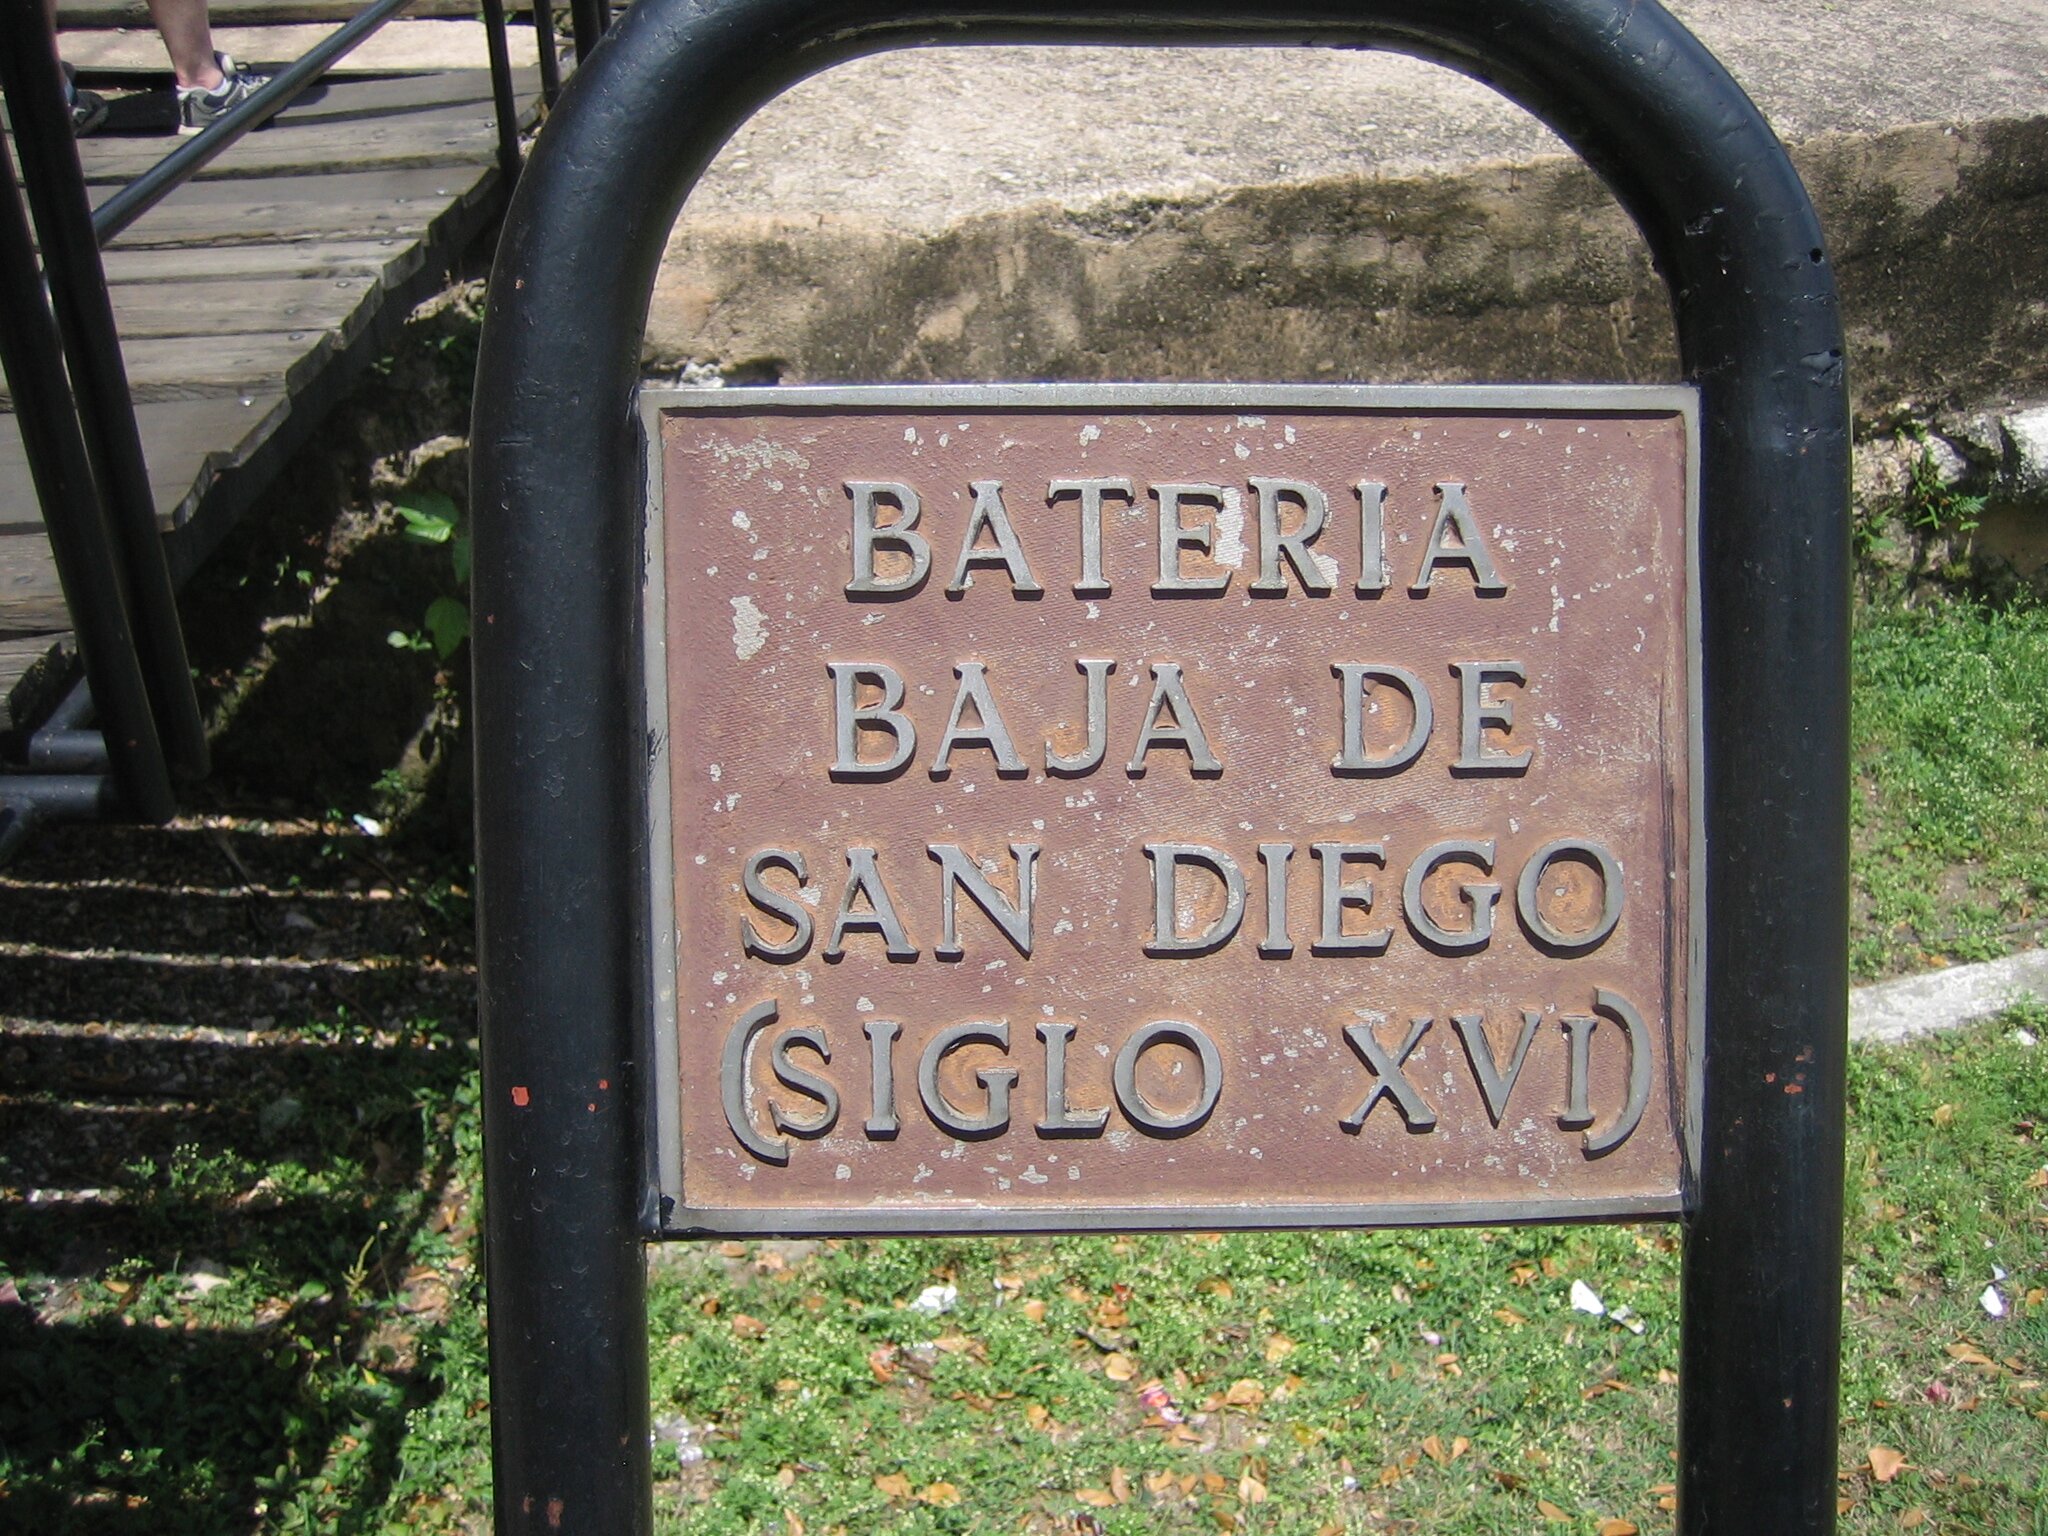 BATERIA
BAJA DE
SAN DIEGO
(SIGLO XVI)